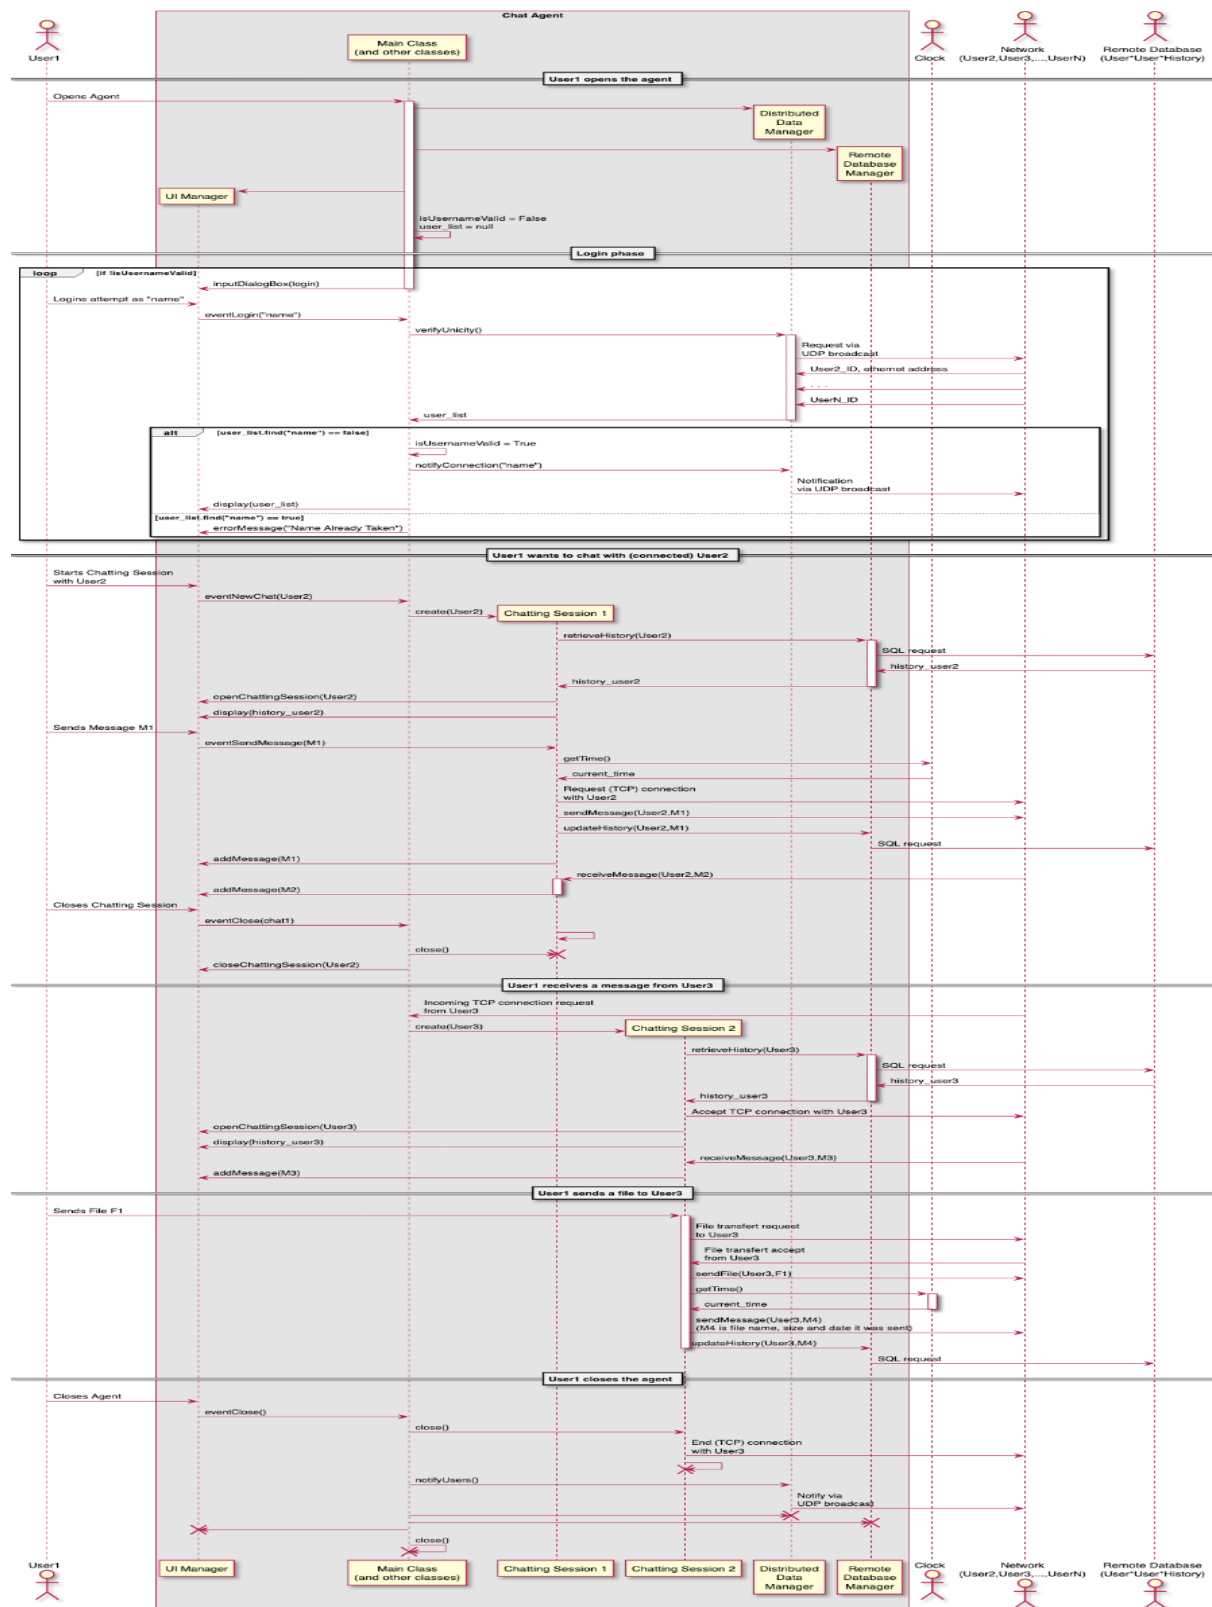 Chat Agent
User1
Main Class
(and other classes)
Clock
Network
(User2,User3,...,UserN)
Remote Database
(User*User*History)
User1 opens the agent
Opens Agent
Distributed
Data
Manager
Remote
Database
Manager
UI Manager
isUsernameValid = False
user_list = null
Login phase
loop
[if !isUsernameValid]
inputDialogBox(login)
Logins attempt as "name"
eventLogin("name")
verifyUnicity()
Request via
UDP broadcast
User2_ID, ethernet address
. . .
UserN_ID
user_list
alt
[user_list.find("name") == false]
isUsernameValid = True
notifyConnection("name")
Notification
via UDP broadcast
display(user_list)
[user_list.find("name") == true]
errorMessage("Name Already Taken")
User1 wants to chat with (connected) User2
Starts Chatting Session
with User2
eventNewChat(User2)
create(User2)
Chatting Session 1
retrieveHistory(User2)
SQL request
history_user2
history_user2
openChattingSession(User2)
display(history_user2)
Sends Message M1
eventSendMessage(M1)
getTime()
current_time
Request (TCP) connection
with User2
sendMessage(User2,M1)
updateHistory(User2,M1)
SQL request
addMessage(M1)
receiveMessage(User2,M2)
addMessage(M2)
Closes Chatting Session
eventClose(chat1)
close()
closeChattingSession(User2)
User1 receives a message from User3
Incoming TCP connection request
from User3
create(User3)
Chatting Session 2
retrieveHistory(User3)
SQL request
history_user3
history_user3
Accept TCP connection with User3
openChattingSession(User3)
display(history_user3)
receiveMessage(User3,M3)
addMessage(M3)
User1 sends a file to User3
Sends File F1
File transfert request
to User3
File transfert accept
from User3
sendFile(User3,F1)
getTime()
current_time
sendMessage(User3,M4)
(M4 is file name, size and date it was sent)
updateHistory(User3,M4)
SQL request
User1 closes the agent
Closes Agent
eventClose()
close()
End (TCP) connection
with User3
notifyUsers()
Notify via
UDP broadcast
close()
User1
UI Manager
Main Class
(and other classes)
Chatting Session 1
Chatting Session 2
Distributed
Data
Manager
Remote
Database
Manager
Clock
Network
(User2,User3,...,UserN)
Remote Database
(User*User*History)